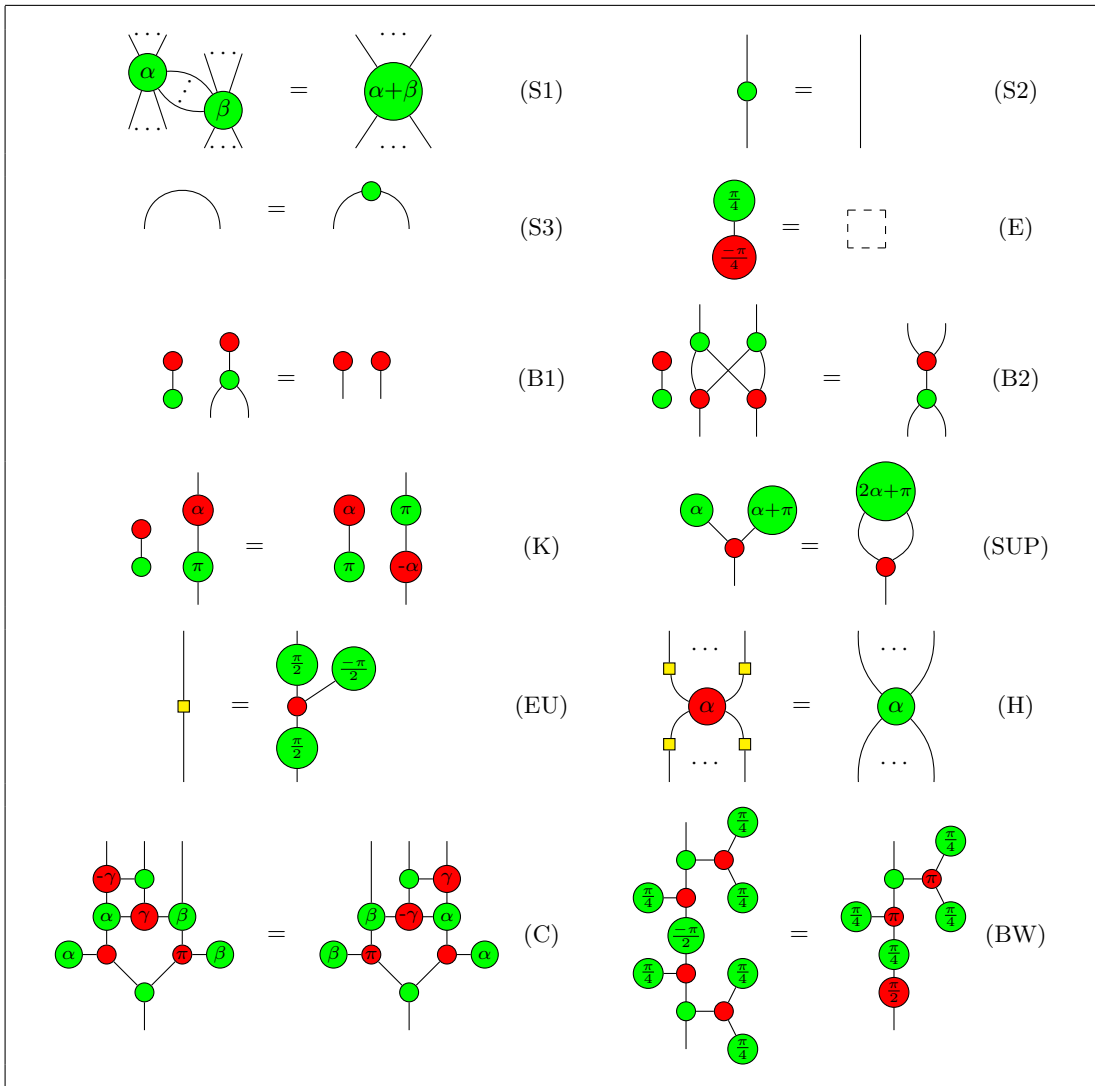 ··· ··· ···
α α+β
⋰ = (S1) = (S2)
β
··· ··· ···
= (S3)
π/4
= (E)
-π/4
= (B1) = (B2)
α α π α α+π 2α+π
= (K) = (SUP)
π π -α
π/2 -π/2 ··· ···
= (EU) α = α (H)
π/2 ··· ···
-γ γ
α γ β = β -γ α (C)
α π β β π α
π/4 π/4
π/4 π/4 π/4 π π/4
-π/2 = π/4 π (BW)
π/4 π/4 π/4
π/2
π/4